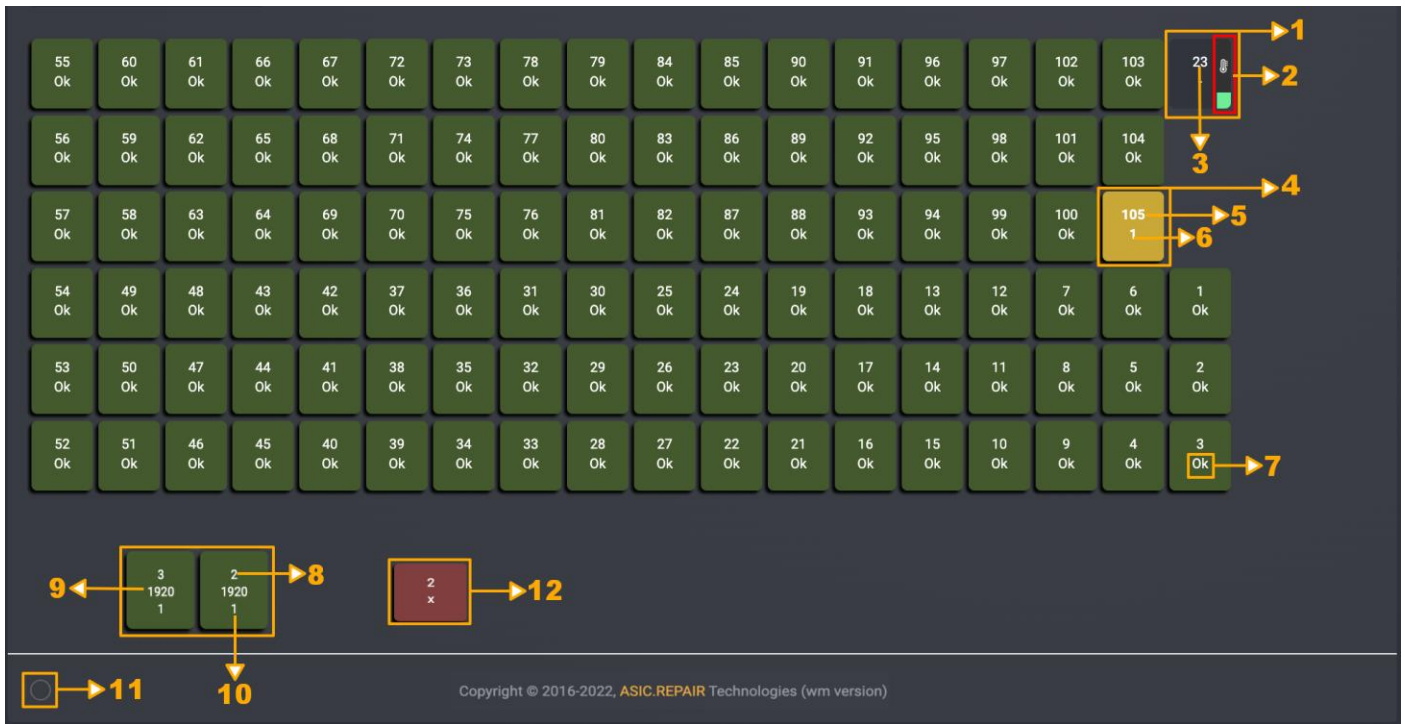 1
55 60 61 66 67 72 73 78 79 84 85 90 91 96 97 102 103 23
Ok Ok Ok Ok Ok Ok Ok Ok Ok Ok Ok Ok Ok Ok Ok Ok Ok
2
56 59 62 65 68 71 74 77 80 83 86 89 92 95 98 101 104
Ok Ok Ok Ok Ok Ok Ok Ok Ok Ok Ok Ok Ok Ok Ok Ok Ok
3
4
57 58 63 64 69 70 75 76 81 82 87 88 93 94 99 100 105 5
Ok Ok Ok Ok Ok Ok Ok Ok Ok Ok Ok Ok Ok Ok Ok Ok 1 6
54 49 48 43 42 37 36 31 30 25 24 19 18 13 12 7 6 1
Ok Ok Ok Ok Ok Ok Ok Ok Ok Ok Ok Ok Ok Ok Ok Ok Ok Ok
53 50 47 44 41 38 35 32 29 26 23 20 17 14 11 8 5 2
Ok Ok Ok Ok Ok Ok Ok Ok Ok Ok Ok Ok Ok Ok Ok Ok Ok Ok
52 51 46 45 40 39 34 33 28 27 22 21 16 15 10 9 4 3
Ok Ok Ok Ok Ok Ok Ok Ok Ok Ok Ok Ok Ok Ok Ok Ok Ok Ok 7
3 2 8
9 1920 1920
1 1
2
x
12
11
10
Copyright © 2016-2022, ASIC.REPAIR Technologies (wm version)